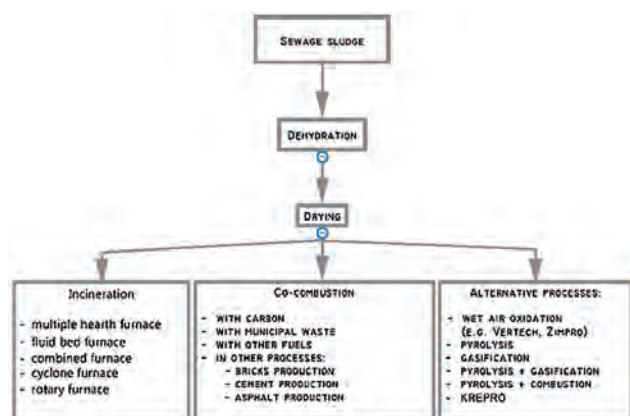 SEWAGE SLUDGE
DEHYDRATION
DRYING
Incineration
- multiple health furnace
- fluid bed furnace
- combined furnace
- cyclone furnace
- rotary furnace
CO-COMBUSTION
- WITH CARBON
- WITH MUNICIPAL WASTE
- WITH OTHER FUELS
- IN OTHER PROCESSES:
- BRICKS PRODUCTION
- CEMENT PRODUCTION
- ASPHALT PRODUCTION
ALTERNATIVE PROCESSES:
- WET AIR OXIDATION
(E.G. VERTECH, ZIMPRO)
- PYROLYSIS
- GASIFICATION
- PYROLYSIS + GASIFICATION
- PYROLYSIS + COMBUSTION
- KREPRO